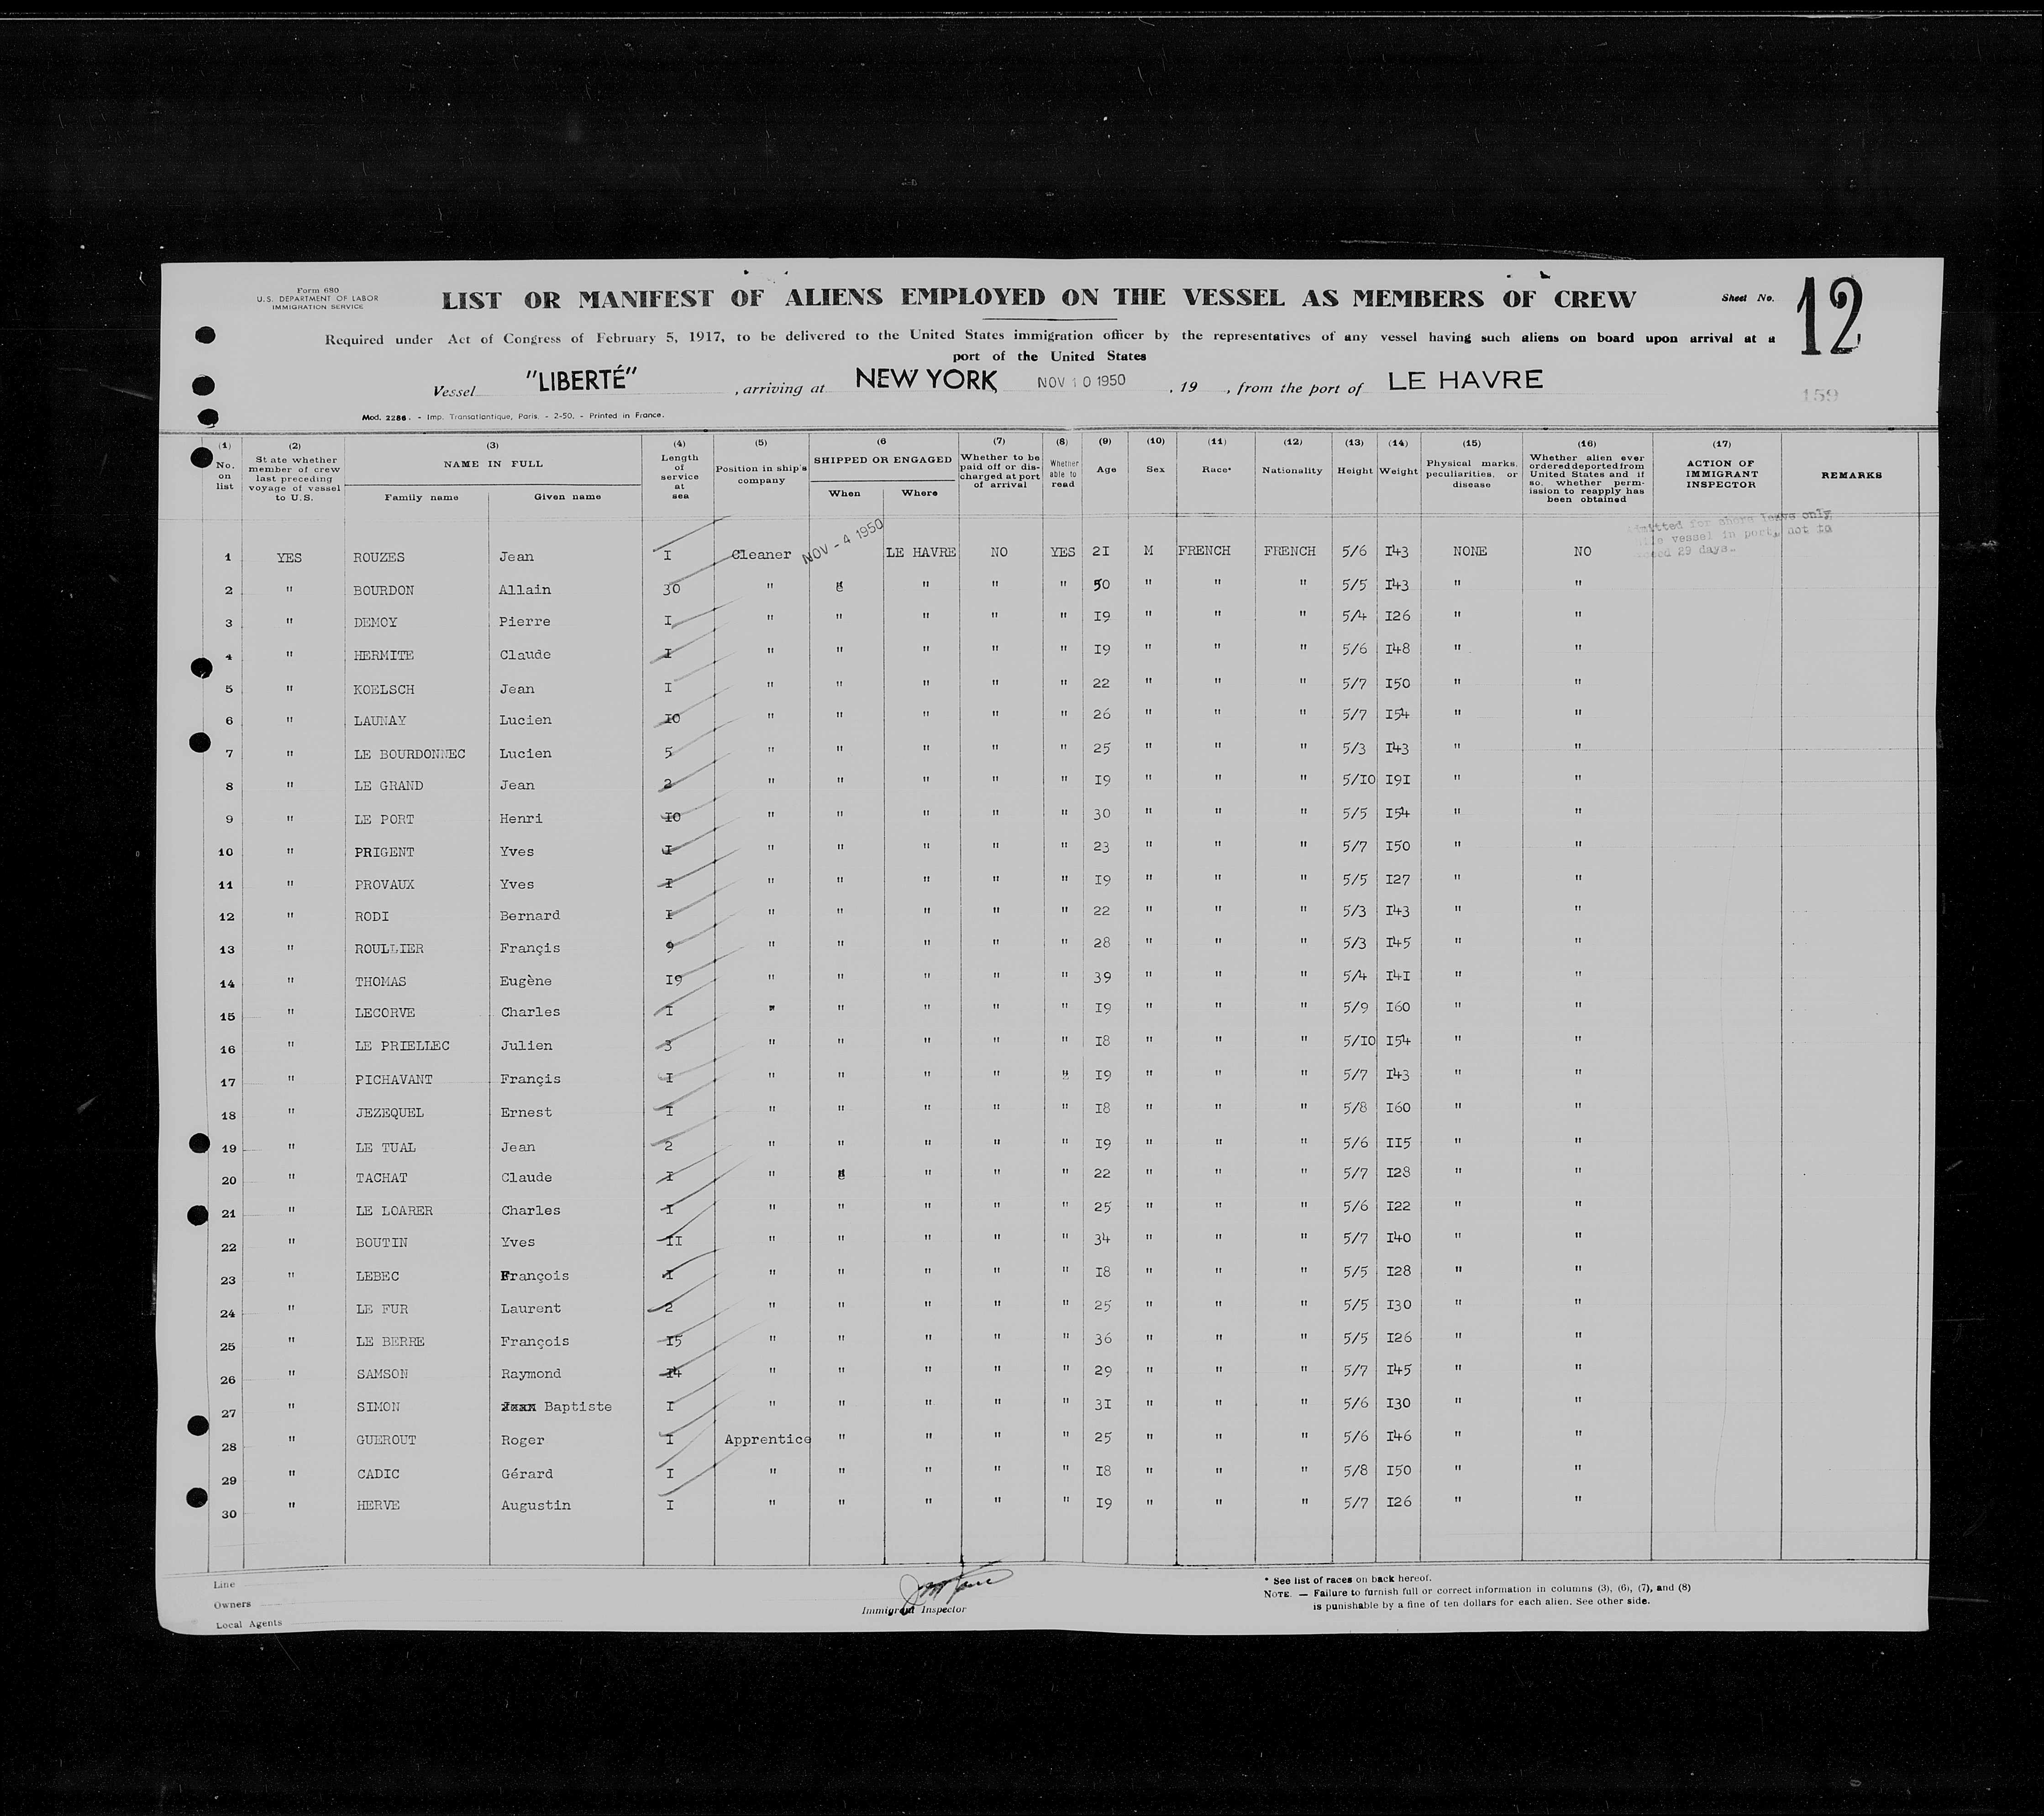 Form 680
U.S. DEPARTMENT OF LABOR
IMMIGRATION SERVICE
LIST OR MANIFEST OF ALIENS EMPLOYED ON THE VESSEL AS MEMBERS OF CREW
Sheet No. 12
Required under Act of Congress of February 5, 1917, to be delivered to the United States immigration officer by the representatives of any vessel having such aliens on board upon arrival at a
port of the United States
Vessel "LIBERTÉ" , arriving at NEW YORK, NOV 10 1950 , 19 , from the port of LE HAVRE
159
Mod. 2286. - Imp. Transatlantique, Paris. - 2-50. - Printed in France.
(1) (2) (3) (4) (5) (6 (7) (8) (9) (10) (11) (12) (13) (14) (15) (16) (17)
No. on list
State whether member of crew last preceding voyage of vessel to U.S.
NAME IN FULL
Family name Given name
Length of service at sea
Position in ship's company
SHIPPED OR ENGAGED
When Where
Whether to be paid off or discharged at port of arrival
Whether able to read
Age
Sex
Race*
Nationality
Height
Weight
Physical marks, peculiarities, or disease
Whether alien ever ordered deported from United States and if so, whether permission to reapply has been obtained
ACTION OF IMMIGRANT INSPECTOR
REMARKS
Admitted for shore leave only
while vessel in port, not to
exceed 29 days.
1 YES ROUZES Jean I Cleaner NOV - 4 1950 LE HAVRE NO YES 2I M FRENCH FRENCH 5/6 I43 NONE NO
2 " BOURDON Allain 30 " " " " " 50 " " " 5/5 I43 " "
3 " DEMOY Pierre I " " " " " I9 " " " 5/4 I26 " "
4 " HERMITE Claude I " " " " " I9 " " " 5/6 I48 " "
5 " KOELSCH Jean I " " " " " 22 " " " 5/7 I50 " "
6 " LAUNAY Lucien I0 " " " " " 26 " " " 5/7 I54 " "
7 " LE BOURDONNEC Lucien 5 " " " " " 25 " " " 5/3 I43 " "
8 " LE GRAND Jean 2 " " " " " I9 " " " 5/I0 I9I " "
9 " LE PORT Henri I0 " " " " " 30 " " " 5/5 I54 " "
10 " PRIGENT Yves I " " " " " 23 " " " 5/7 I50 " "
11 " PROVAUX Yves I " " " " " I9 " " " 5/5 I27 " "
12 " RODI Bernard I " " " " " 22 " " " 5/3 I43 " "
13 " ROULLIER Françis 9 " " " " " 28 " " " 5/3 I45 " "
14 " THOMAS Eugène I9 " " " " " 39 " " " 5/4 I4I " "
15 " LECORVE Charles I " " " " " I9 " " " 5/9 I60 " "
16 " LE PRIELLEC Julien 3 " " " " " I8 " " " 5/I0 I54 " "
17 " PICHAVANT Françis I " " " " " I9 " " " 5/7 I43 " "
18 " JEZEQUEL Ernest I " " " " " I8 " " " 5/8 I60 " "
19 " LE TUAL Jean 2 " " " " " I9 " " " 5/6 II5 " "
20 " TACHAT Claude I " " " " " 22 " " " 5/7 I28 " "
21 " LE LOARER Charles I " " " " " 25 " " " 5/6 I22 " "
22 " BOUTIN Yves II " " " " " 34 " " " 5/7 I40 " "
23 " LEBEC François I " " " " " I8 " " " 5/5 I28 " "
24 " LE FUR Laurent 2 " " " " " 25 " " " 5/5 I30 " "
25 " LE BERRE François I5 " " " " " 36 " " " 5/5 I26 " "
26 " SAMSON Raymond I4 " " " " " 29 " " " 5/7 I45 " "
27 " SIMON Baptiste I " " " " " 3I " " " 5/6 I30 " "
28 " GUEROUT Roger I Apprentice " " " " 25 " " " 5/6 I46 " "
29 " CADIC Gérard I " " " " " I8 " " " 5/8 I50 " "
30 " HERVE Augustin I " " " " " I9 " " " 5/7 I26 " "
Line
Owners
Local Agents
Immigrant Inspector
* See list of races on back hereof.
NOTE. — Failure to furnish full or correct information in columns (3), (6), (7), and (8)
is punishable by a fine of ten dollars for each alien. See other side.